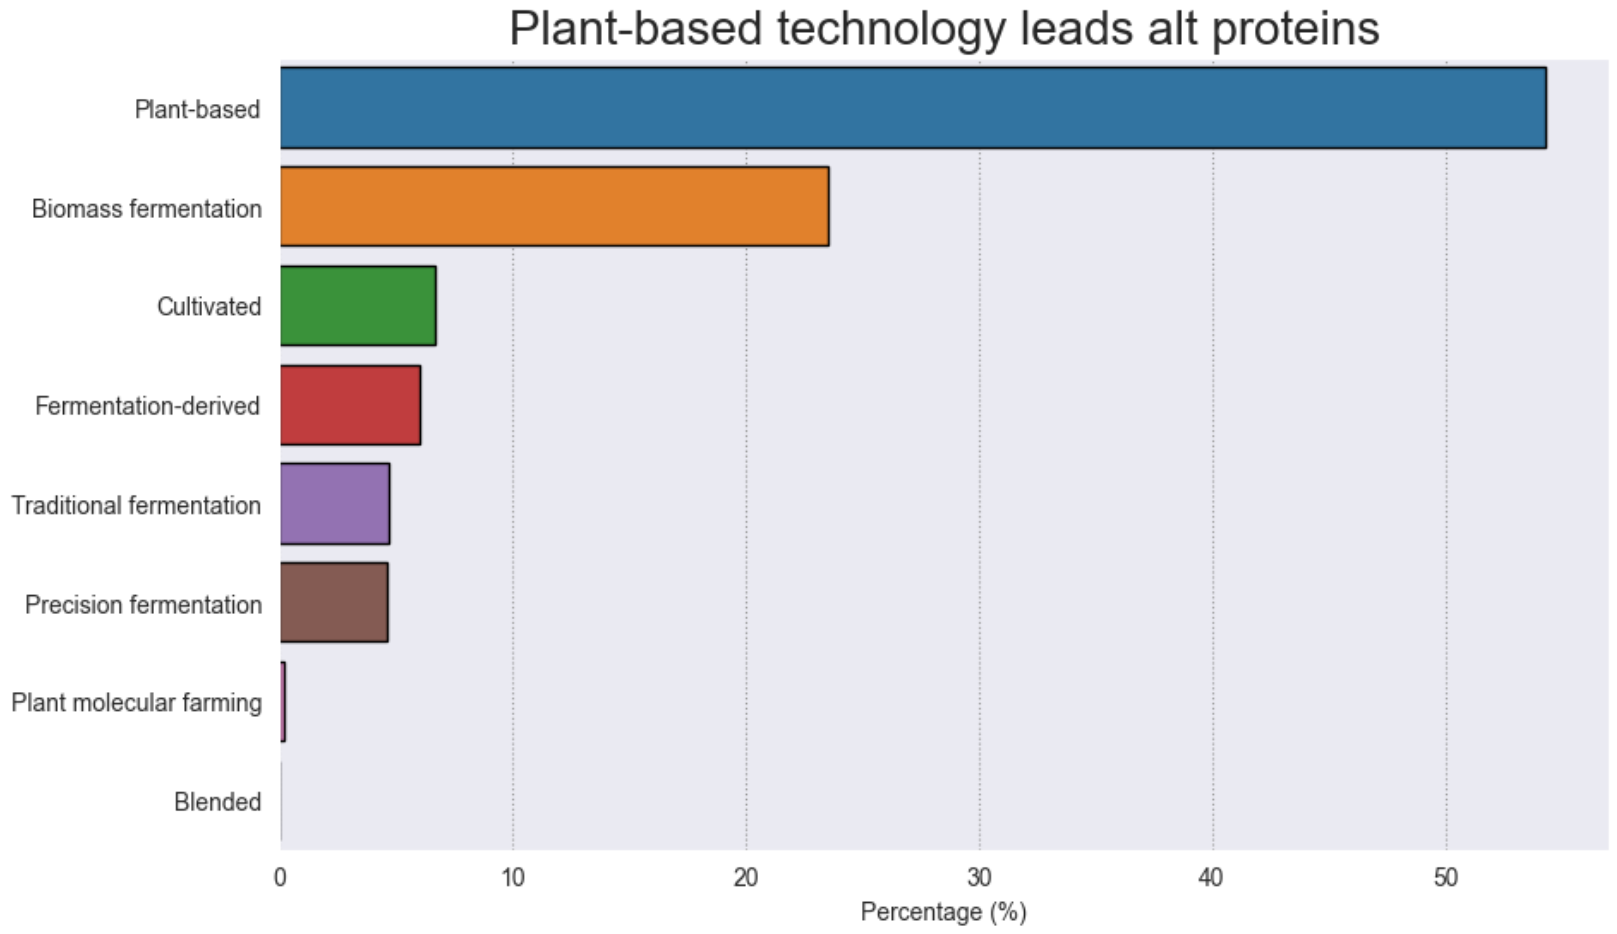 Plant-based technology leads alt proteins
Plant-based
Biomass fermentation
Cultivated
Fermentation-derived
Traditional fermentation
Precision fermentation
Plant molecular farming
Blended
0 10 20 30 40 50
Percentage (%)